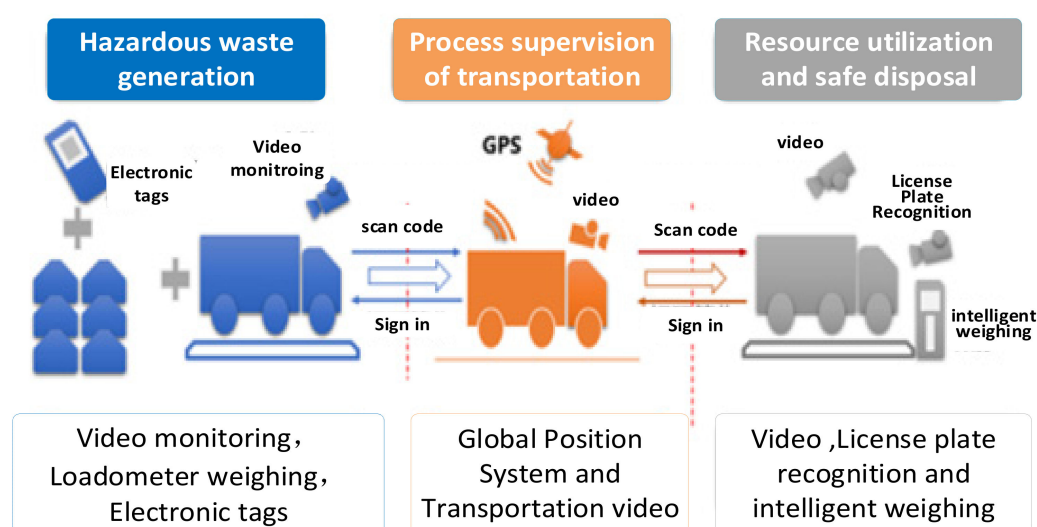 Hazardous waste
generation
Process supervision
of transportation
Resource utilization
and safe disposal
Electronic
tags
Video
monitroing
GPS
video
video
License
Plate
Recognition
scan code
Sign in
Scan code
Sign in
intelligent
weighing
Video monitoring，
Loadometer weighing，
Electronic tags
Global Position
System and
Transportation video
Video ,License plate
recognition and
intelligent weighing